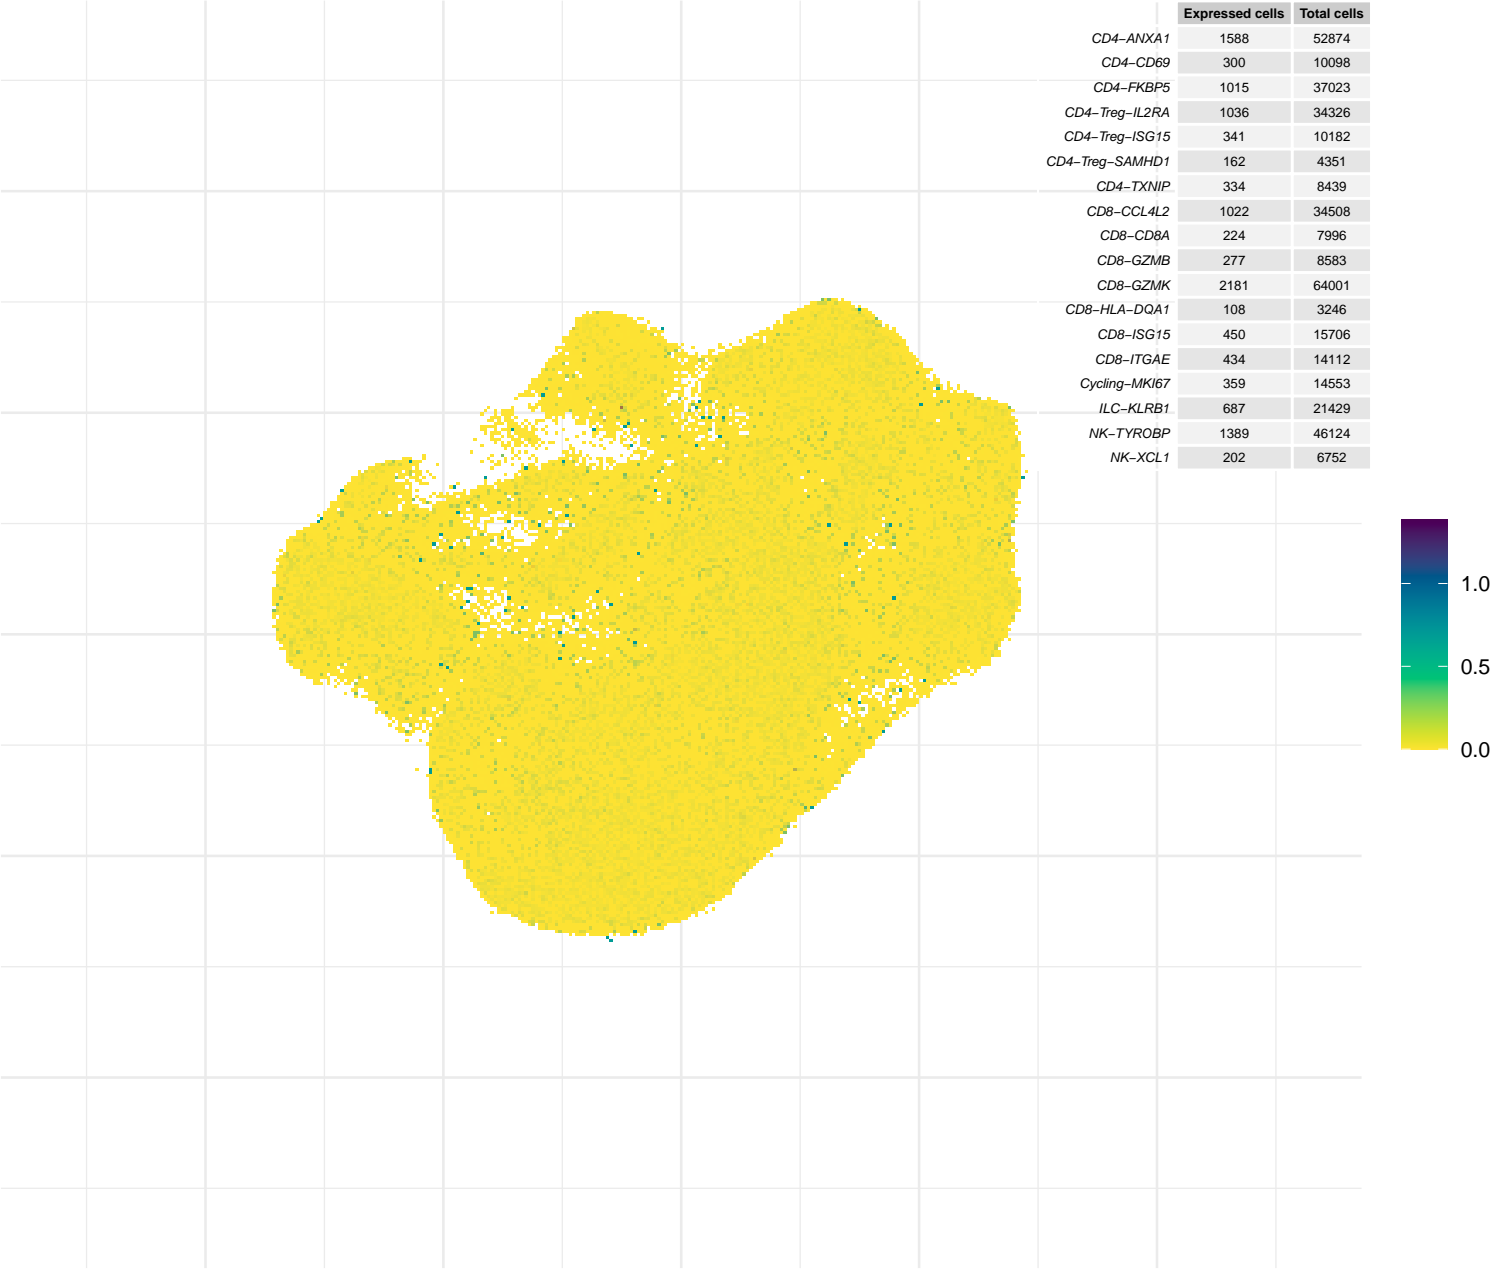 Expressed cells Total cells
CD4−ANXA1 1588 52874
CD4−CD69 300 10098
CD4−FKBP5 1015 37023
CD4−Treg−IL2RA 1036 34326
CD4−Treg−ISG15 341 10182
CD4−Treg−SAMHD1 162 4351
CD4−TXNIP 334 8439
CD8−CCL4L2 1022 34508
CD8−CD8A 224 7996
CD8−GZMB 277 8583
CD8−GZMK 2181 64001
CD8−HLA−DQA1 108 3246
CD8−ISG15 450 15706
CD8−ITGAE 434 14112
Cycling−MKI67 359 14553
ILC−KLRB1 687 21429
NK−TYROBP 1389 46124
NK−XCL1 202 6752
1.0
0.5
0.0